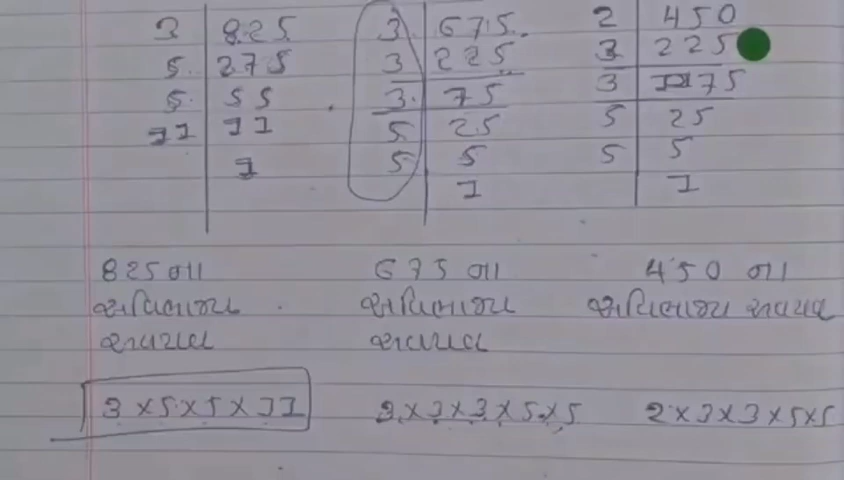 3 | 825
5 | 275
5 | 55
11 | 11
1
3 | 675
3 | 225
3 | 75
5 | 25
5 | 5
1
2 | 450
3 | 225
3 | 75
5 | 25
5 | 5
1
825 ના
અવિભાજ્ય
અવયવ
3 × 5 × 5 × 11
675 ના
અવિભાજ્ય
અવયવ
3 × 3 × 3 × 5 × 5
450 ના
અવિભાજ્ય અવયવ
2 × 3 × 3 × 5 × 5